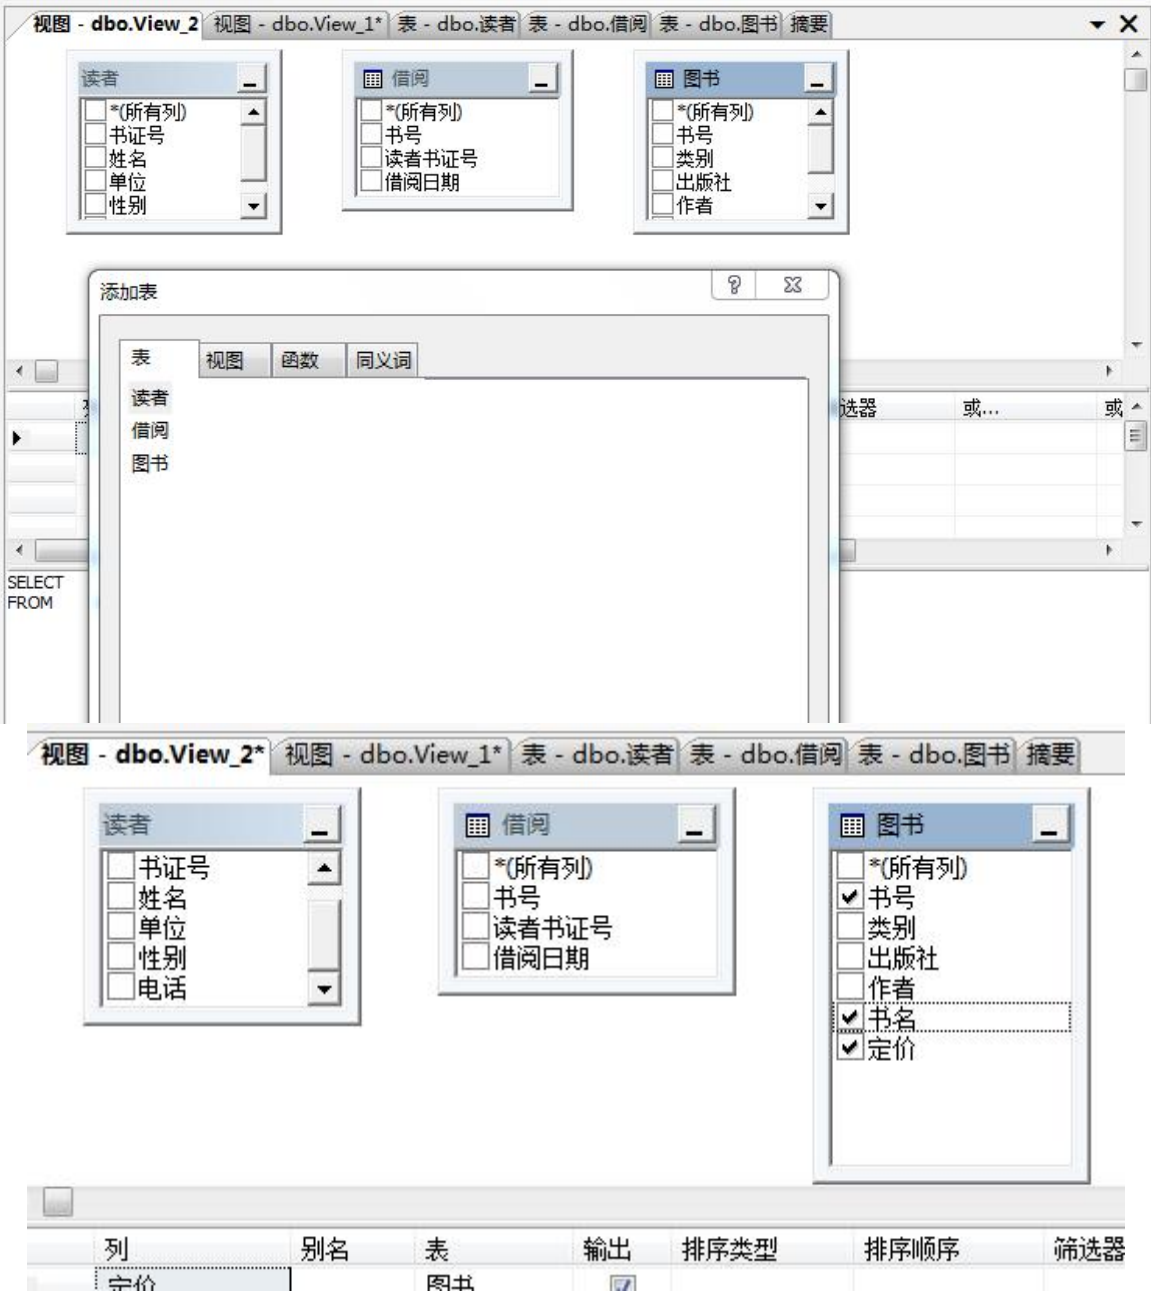 视图 - dbo.View_2 视图 - dbo.View_1* 表 - dbo.读者 表 - dbo.借阅 表 - dbo.图书 摘要
读者
*(所有列)
书证号
姓名
单位
性别
借阅
*(所有列)
书号
读者书证号
借阅日期
图书
*(所有列)
书号
类别
出版社
作者
添加表
表 视图 函数 同义词
读者
借阅
图书
选器 或... 或
SELECT
FROM
视图 - dbo.View_2* 视图 - dbo.View_1* 表 - dbo.读者 表 - dbo.借阅 表 - dbo.图书 摘要
读者
书证号
姓名
单位
性别
电话
借阅
*(所有列)
书号
读者书证号
借阅日期
图书
*(所有列)
书号
类别
出版社
作者
书名
定价
列 别名 表 输出 排序类型 排序顺序 筛选器
定价 图书